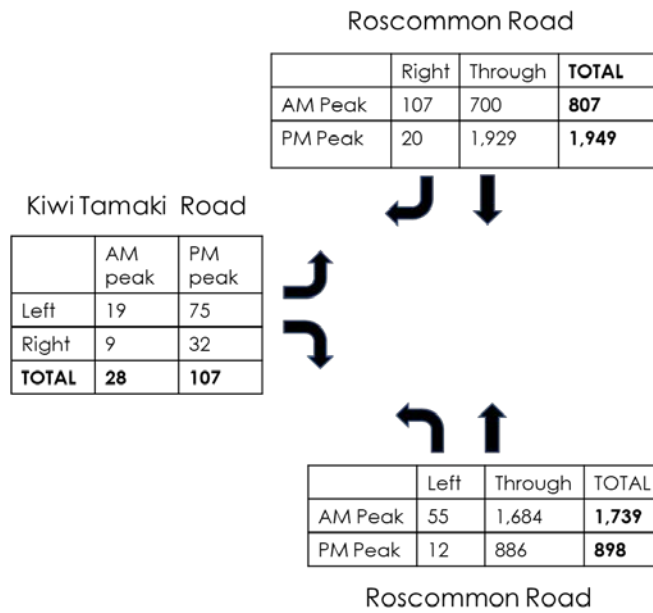 Roscommon Road
Right Through TOTAL
AM Peak 107 700 807
PM Peak 20 1,929 1,949
Kiwi Tamaki Road
AM peak PM peak
Left 19 75
Right 9 32
TOTAL 28 107
Left Through TOTAL
AM Peak 55 1,684 1,739
PM Peak 12 886 898
Roscommon Road